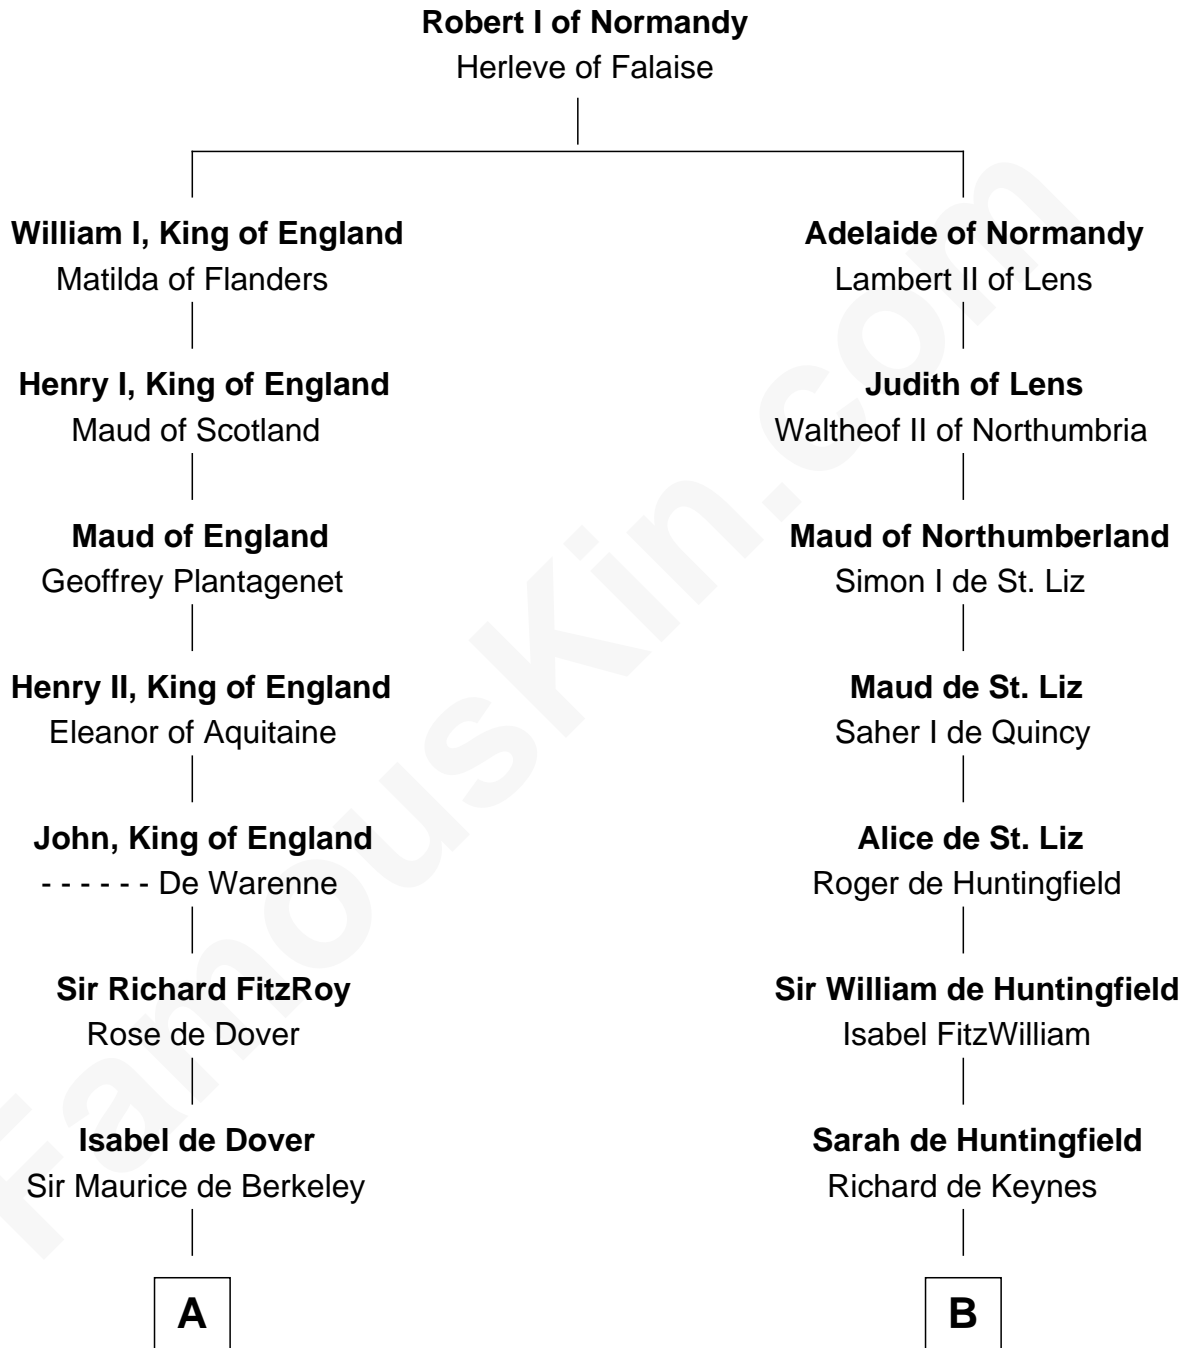 Robert I of Normandy
Herleve of Falaise
William I, King of England
Matilda of Flanders
Henry I, King of England
Maud of Scotland
Maud of England
Geoffrey Plantagenet
Henry II, King of England
Eleanor of Aquitaine
John, King of England
- - - - - - De Warenne
Sir Richard FitzRoy
Rose de Dover
Isabel de Dover
Sir Maurice de Berkeley
A
Adelaide of Normandy
Lambert II of Lens
Judith of Lens
Waltheof II of Northumbria
Maud of Northumberland
Simon I de St. Liz
Maud de St. Liz
Saher I de Quincy
Alice de St. Liz
Roger de Huntingfield
Sir William de Huntingfield
Isabel FitzWilliam
Sarah de Huntingfield
Richard de Keynes
B
FamousKin.com